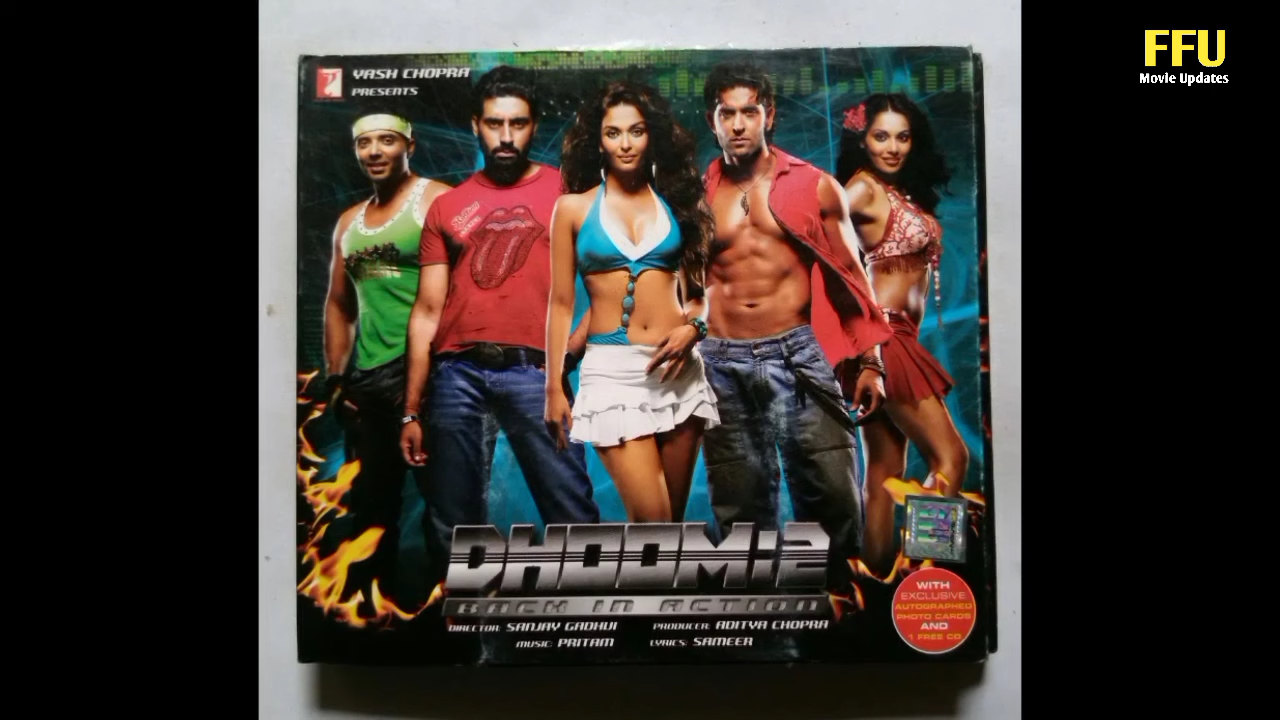 FFU
Movie Updates
YASH CHOPRA
PRESENTS
DHOOM:2
BACK IN ACTION
DIRECTOR: SANJAY GADHVI PRODUCER: ADITYA CHOPRA
MUSIC: PRITAM LYRICS: SAMEER
WITH
EXCLUSIVE
AUTOGRAPHED
PHOTO CARDS
AND
1 FREE CD